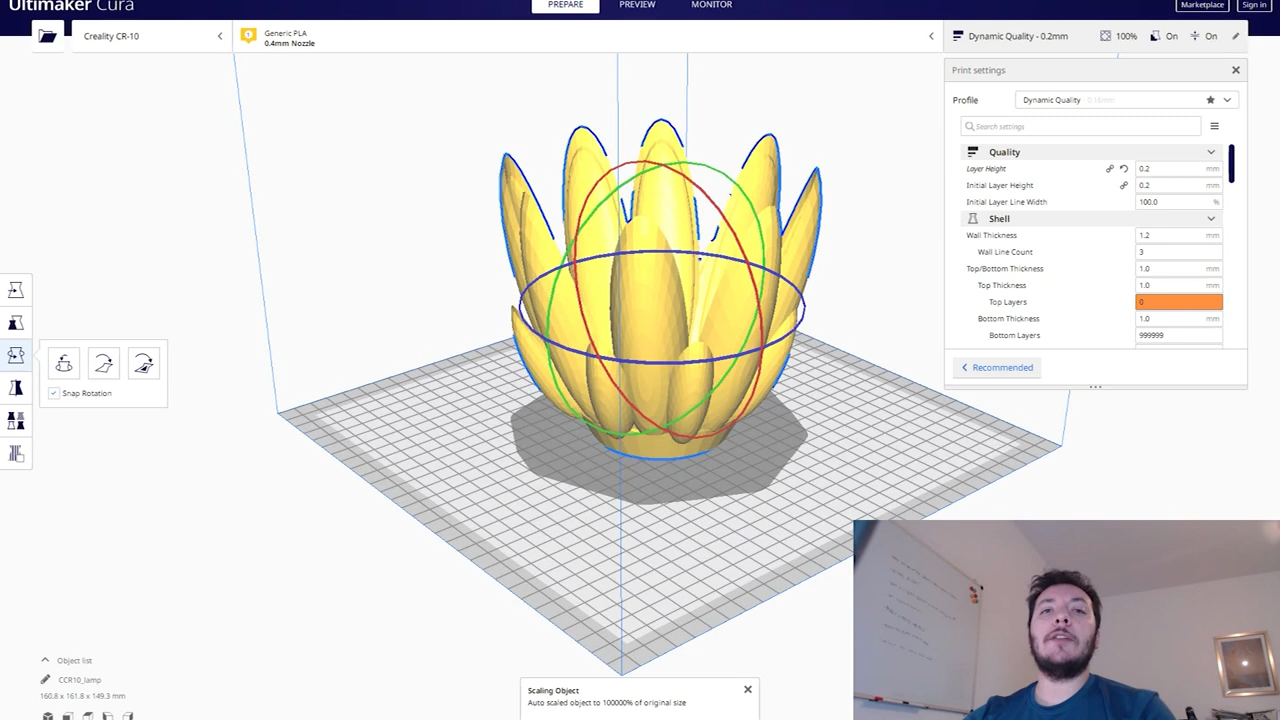 Ultimaker Cura
PREPARE
PREVIEW
MONITOR
Marketplace
Sign in
Creality CR-10
Generic PLA
0.4mm Nozzle
Dynamic Quality - 0.2mm
100%
On
On
Print settings
Profile
Dynamic Quality - 0.16mm
Search settings
Quality
Layer Height
0.2
mm
Initial Layer Height
0.2
mm
Initial Layer Line Width
100.0
%
Shell
Wall Thickness
1.2
mm
Wall Line Count
3
Top/Bottom Thickness
1.0
mm
Top Thickness
1.0
mm
Top Layers
0
Bottom Thickness
1.0
mm
Bottom Layers
999999
Recommended
Snap Rotation
Object list
CCR10_lamp
160.8 x 161.8 x 149.3 mm
Scaling Object
Auto scaled object to 100000% of original size